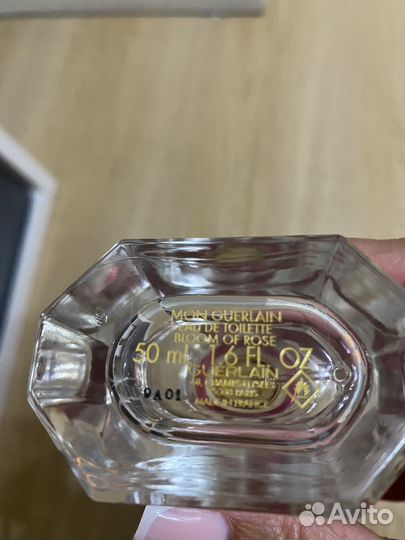 MON GUERLAIN
EAU DE TOILETTE
BLOOM OF ROSE
50 ml 1.6 FL. OZ
GUERLAIN
PARIS
MADE IN FRANCE
9A01
Avito